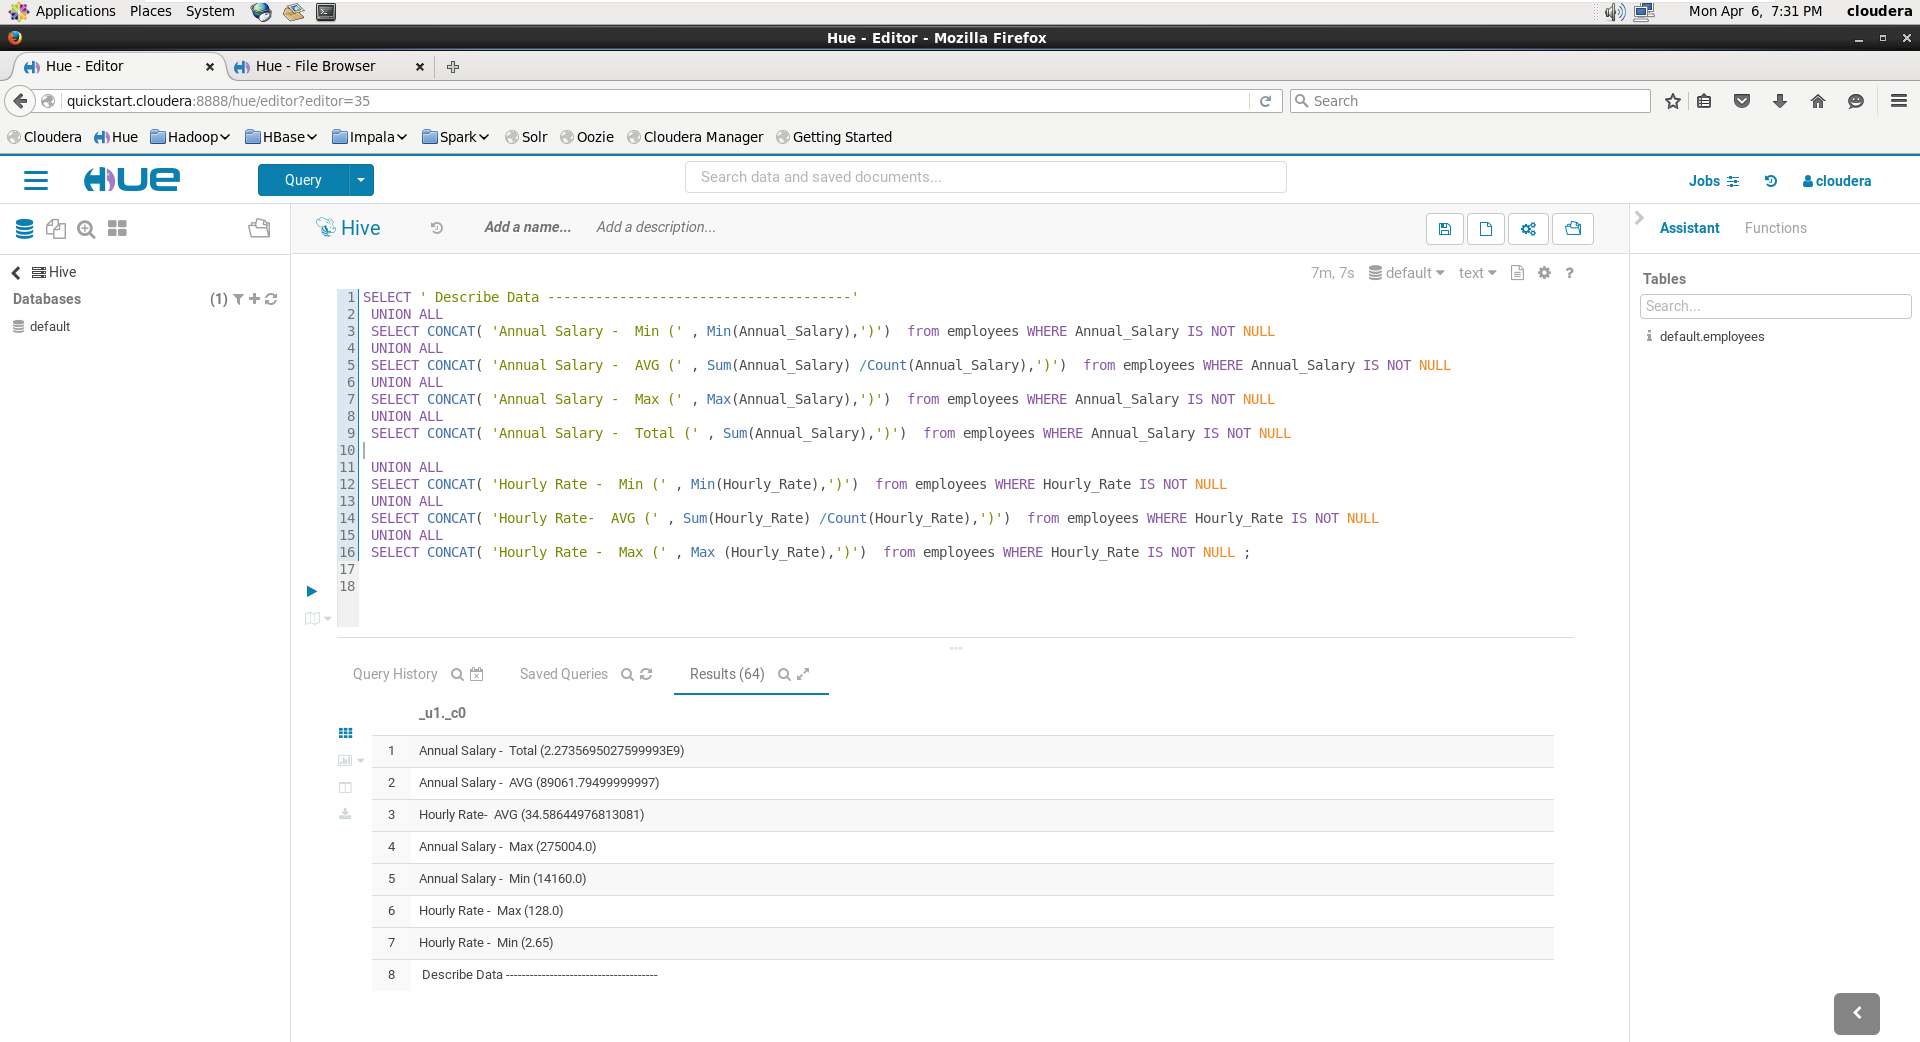 Applications Places System Mon Apr 6, 7:31 PM cloudera
Hue - Editor - Mozilla Firefox
Hue - Editor Hue - File Browser
quickstart.cloudera:8888/hue/editor?editor=35 Search
Cloudera Hue Hadoop HBase Impala Spark Solr Oozie Cloudera Manager Getting Started
HUE Query Search data and saved documents... Jobs cloudera
Hive Add a name... Add a description... Assistant Functions
Hive 7m, 7s default text ?
Databases (1) Tables
default Search...
default.employees
1 SELECT ' Describe Data --------------------------------------'
2 UNION ALL
3 SELECT CONCAT( 'Annual Salary -  Min (' , Min(Annual_Salary),')')  from employees WHERE Annual_Salary IS NOT NULL
4 UNION ALL
5 SELECT CONCAT( 'Annual Salary -  AVG (' , Sum(Annual_Salary) /Count(Annual_Salary),')')  from employees WHERE Annual_Salary IS NOT NULL
6 UNION ALL
7 SELECT CONCAT( 'Annual Salary -  Max (' , Max(Annual_Salary),')')  from employees WHERE Annual_Salary IS NOT NULL
8 UNION ALL
9 SELECT CONCAT( 'Annual Salary -  Total (' , Sum(Annual_Salary),')')  from employees WHERE Annual_Salary IS NOT NULL
10
11 UNION ALL
12 SELECT CONCAT( 'Hourly Rate -  Min (' , Min(Hourly_Rate),')')  from employees WHERE Hourly_Rate IS NOT NULL
13 UNION ALL
14 SELECT CONCAT( 'Hourly Rate-  AVG (' , Sum(Hourly_Rate) /Count(Hourly_Rate),')')  from employees WHERE Hourly_Rate IS NOT NULL
15 UNION ALL
16 SELECT CONCAT( 'Hourly Rate -  Max (' , Max (Hourly_Rate),')')  from employees WHERE Hourly_Rate IS NOT NULL ;
17
18
Query History Saved Queries Results (64)
_u1._c0
1 Annual Salary -  Total (2.2735695027599993E9)
2 Annual Salary -  AVG (89061.79499999997)
3 Hourly Rate-  AVG (34.58644976813081)
4 Annual Salary -  Max (275004.0)
5 Annual Salary -  Min (14160.0)
6 Hourly Rate -  Max (128.0)
7 Hourly Rate -  Min (2.65)
8 Describe Data --------------------------------------